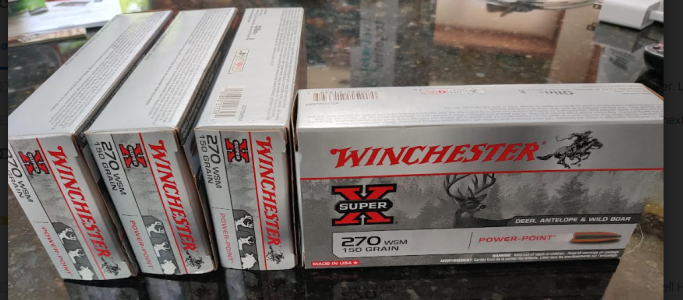 270 WSM
150 GRAIN
X
WINCHESTER
POWER-POINT
270 WSM
150 GRAIN
X
WINCHESTER
POWER-POINT
270 WSM
150 GRAIN
X
WINCHESTER
POWER-POINT
WINCHESTER
X
SUPER
DEER, ANTELOPE & WILD BOAR
270 WSM
150 GRAIN
POWER-POINT
MADE IN USA